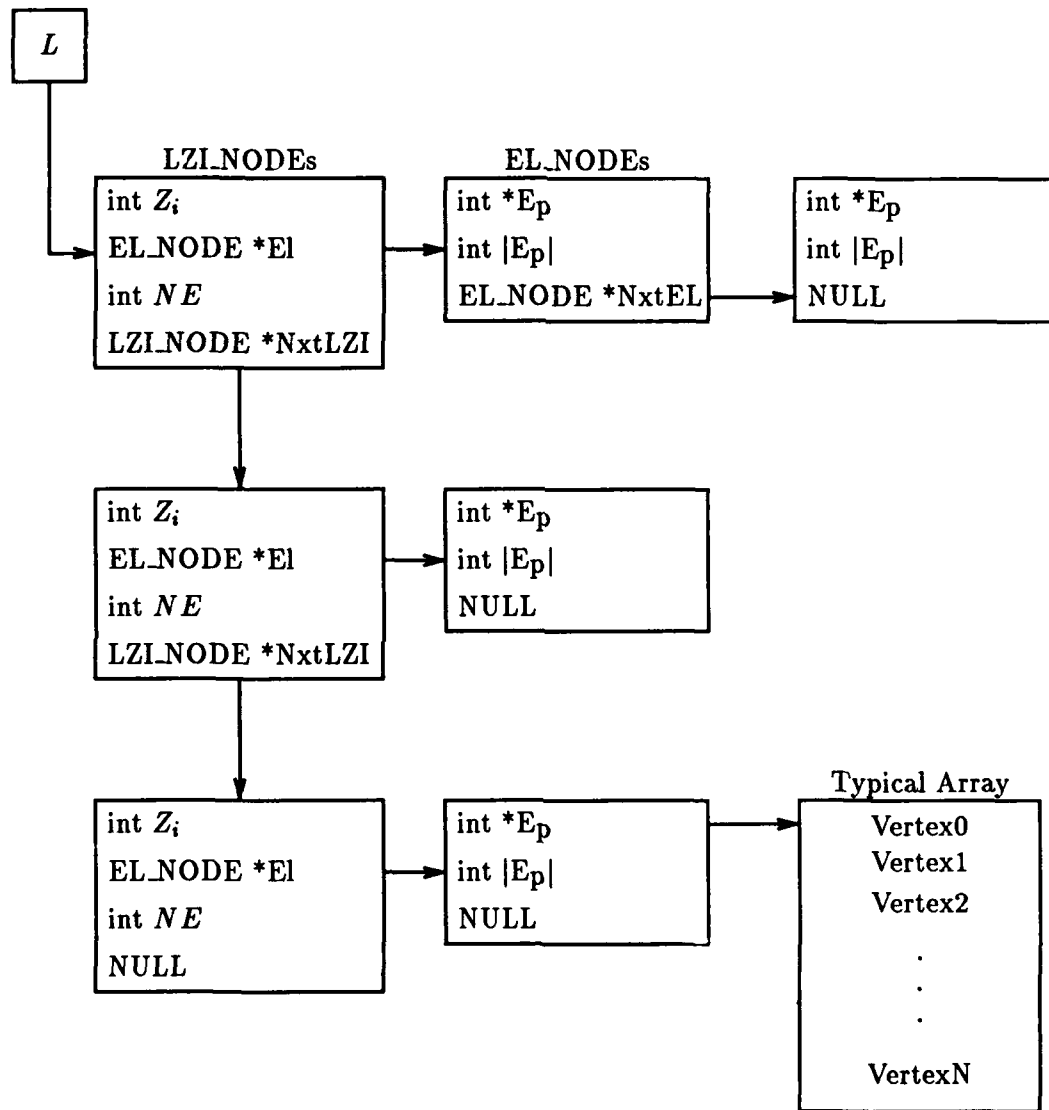 L
LZI_NODEs
int Z_i
EL_NODE *El
int NE
LZI_NODE *NxtLZI
EL_NODEs
int *E_p
int |E_p|
EL_NODE *NxtEL
int *E_p
int |E_p|
NULL
int Z_i
EL_NODE *El
int NE
LZI_NODE *NxtLZI
int *E_p
int |E_p|
NULL
int Z_i
EL_NODE *El
int NE
NULL
int *E_p
int |E_p|
NULL
Typical Array
Vertex0
Vertex1
Vertex2
.
.
.
VertexN